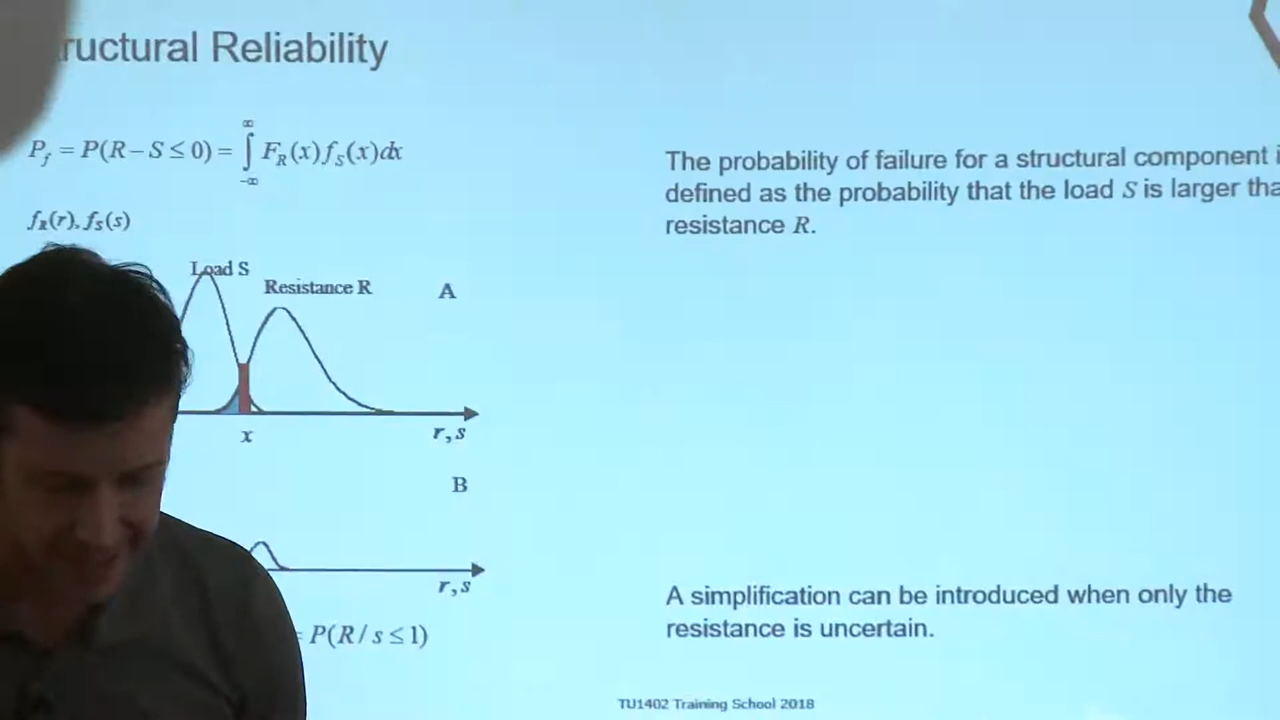 ructural Reliability
P_f = P(R − S ≤ 0) = ∫_{-∞}^{∞} F_R(x) f_S(x)dx
The probability of failure for a structural component i
defined as the probability that the load S is larger tha
resistance R.
f_R(r), f_S(s)
Load S
Resistance R
A
x
r, s
B
r, s
A simplification can be introduced when only the
resistance is uncertain.
= P(R / s ≤ 1)
TU1402 Training School 2018